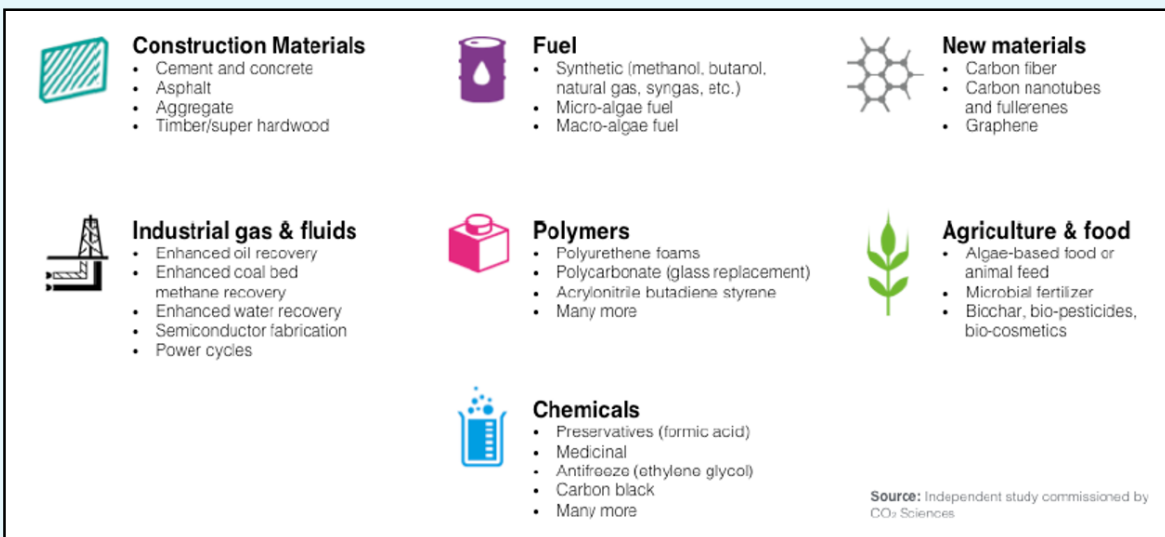 Construction Materials
• Cement and concrete
• Asphalt
• Aggregate
• Timber/super hardwood
Fuel
• Synthetic (methanol, butanol,
natural gas, syngas, etc.)
• Micro-algae fuel
• Macro-algae fuel
New materials
• Carbon fiber
• Carbon nanotubes
and fullerenes
• Graphene
Industrial gas & fluids
• Enhanced oil recovery
• Enhanced coal bed
methane recovery
• Enhanced water recovery
• Semiconductor fabrication
• Power cycles
Polymers
• Polyurethene foams
• Polycarbonate (glass replacement)
• Acrylonitrile butadiene styrene
• Many more
Agriculture & food
• Algae-based food or
animal feed
• Microbial fertilizer
• Biochar, bio-pesticides,
bio-cosmetics
Chemicals
• Preservatives (formic acid)
• Medicinal
• Antifreeze (ethylene glycol)
• Carbon black
• Many more
Source: Independent study commissioned by
CO₂ Sciences